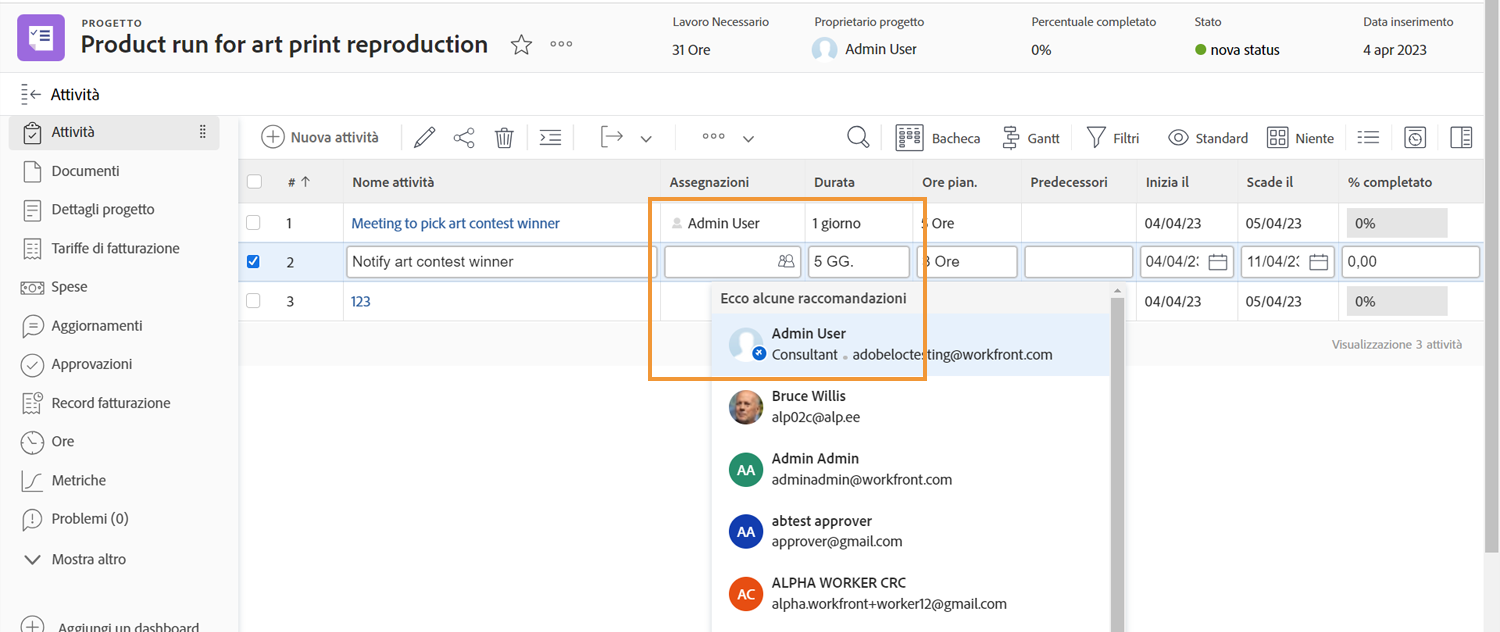 PROGETTO
Product run for art print reproduction
Lavoro Necessario
31 Ore
Proprietario progetto
Admin User
Percentuale completato
0%
Stato
nova status
Data inserimento
4 apr 2023
Attività
Attività
Documenti
Dettagli progetto
Tariffe di fatturazione
Spese
Aggiornamenti
Approvazioni
Record fatturazione
Ore
Metriche
Problemi (0)
Mostra altro
Aggiungi un dashboard
Nuova attività
Bacheca
Gantt
Filtri
Standard
Niente
# Nome attività Assegnazioni Durata Ore pian. Predecessori Inizia il Scade il % completato
1 Meeting to pick art contest winner Admin User 1 giorno Ore 04/04/23 05/04/23 0%
2 Notify art contest winner 5 GG. Ore 04/04/2 11/04/2 0,00
3 123 04/04/23 05/04/23 0%
Visualizzazione 3 attività
Ecco alcune raccomandazioni
Admin User
Consultant adobeloctesting@workfront.com
Bruce Willis
alp02c@alp.ee
AA
Admin Admin
adminadmin@workfront.com
AA
abtest approver
approver@gmail.com
AC
ALPHA WORKER CRC
alpha.workfront+worker12@gmail.com